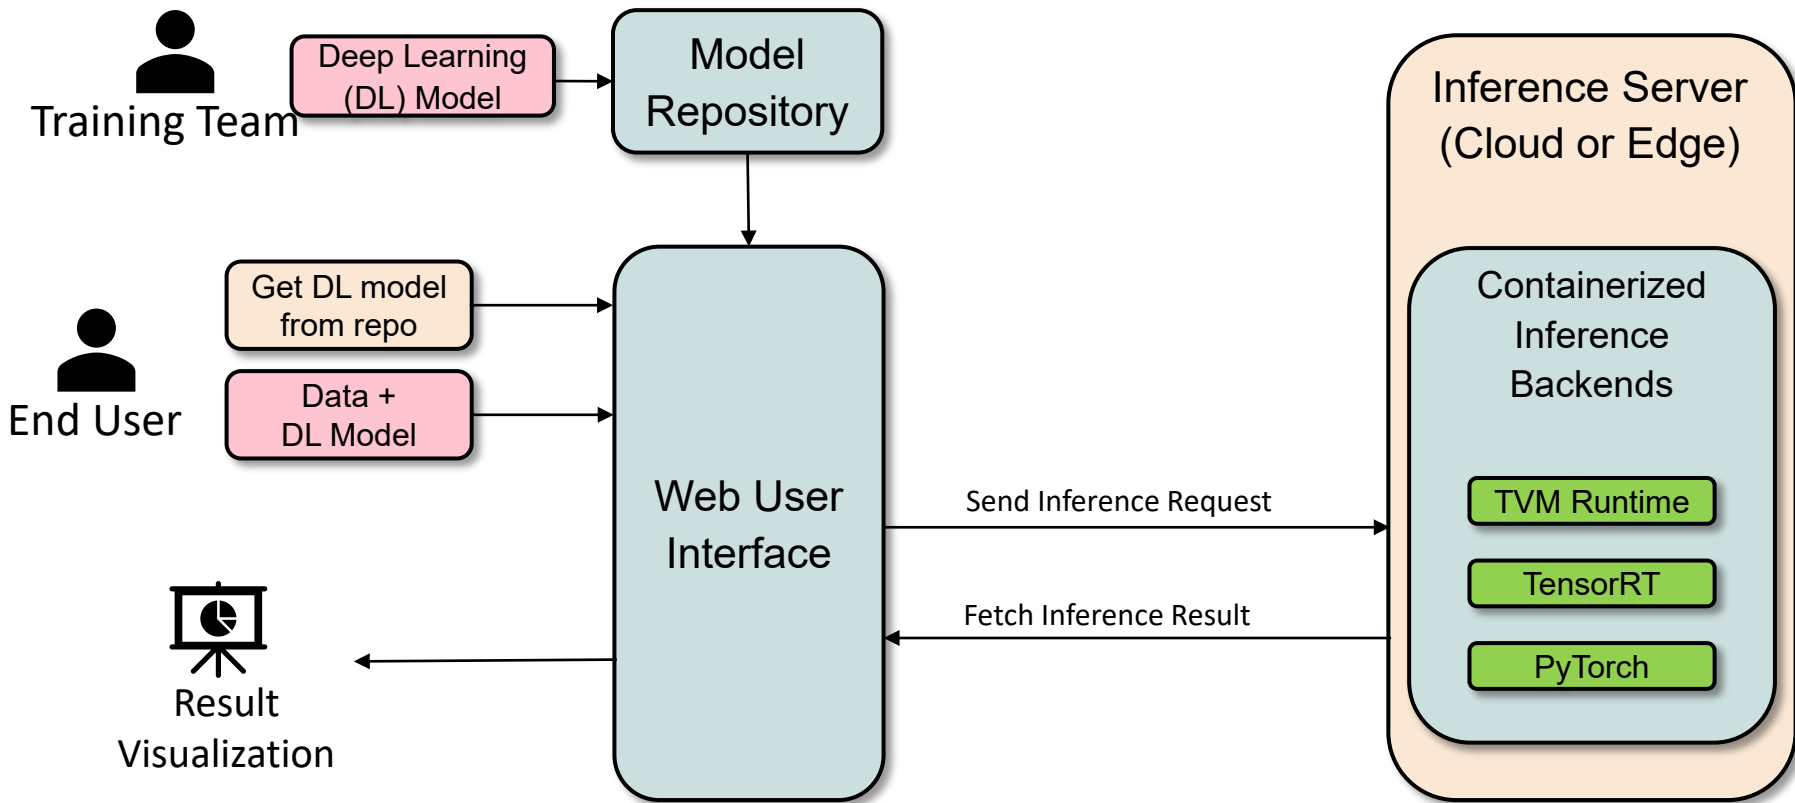 Training Team
Deep Learning
(DL) Model
Model
Repository
Inference Server
(Cloud or Edge)
End User
Get DL model
from repo
Data +
DL Model
Web User
Interface
Send Inference Request
Fetch Inference Result
Containerized
Inference
Backends
TVM Runtime
TensorRT
PyTorch
Result
Visualization